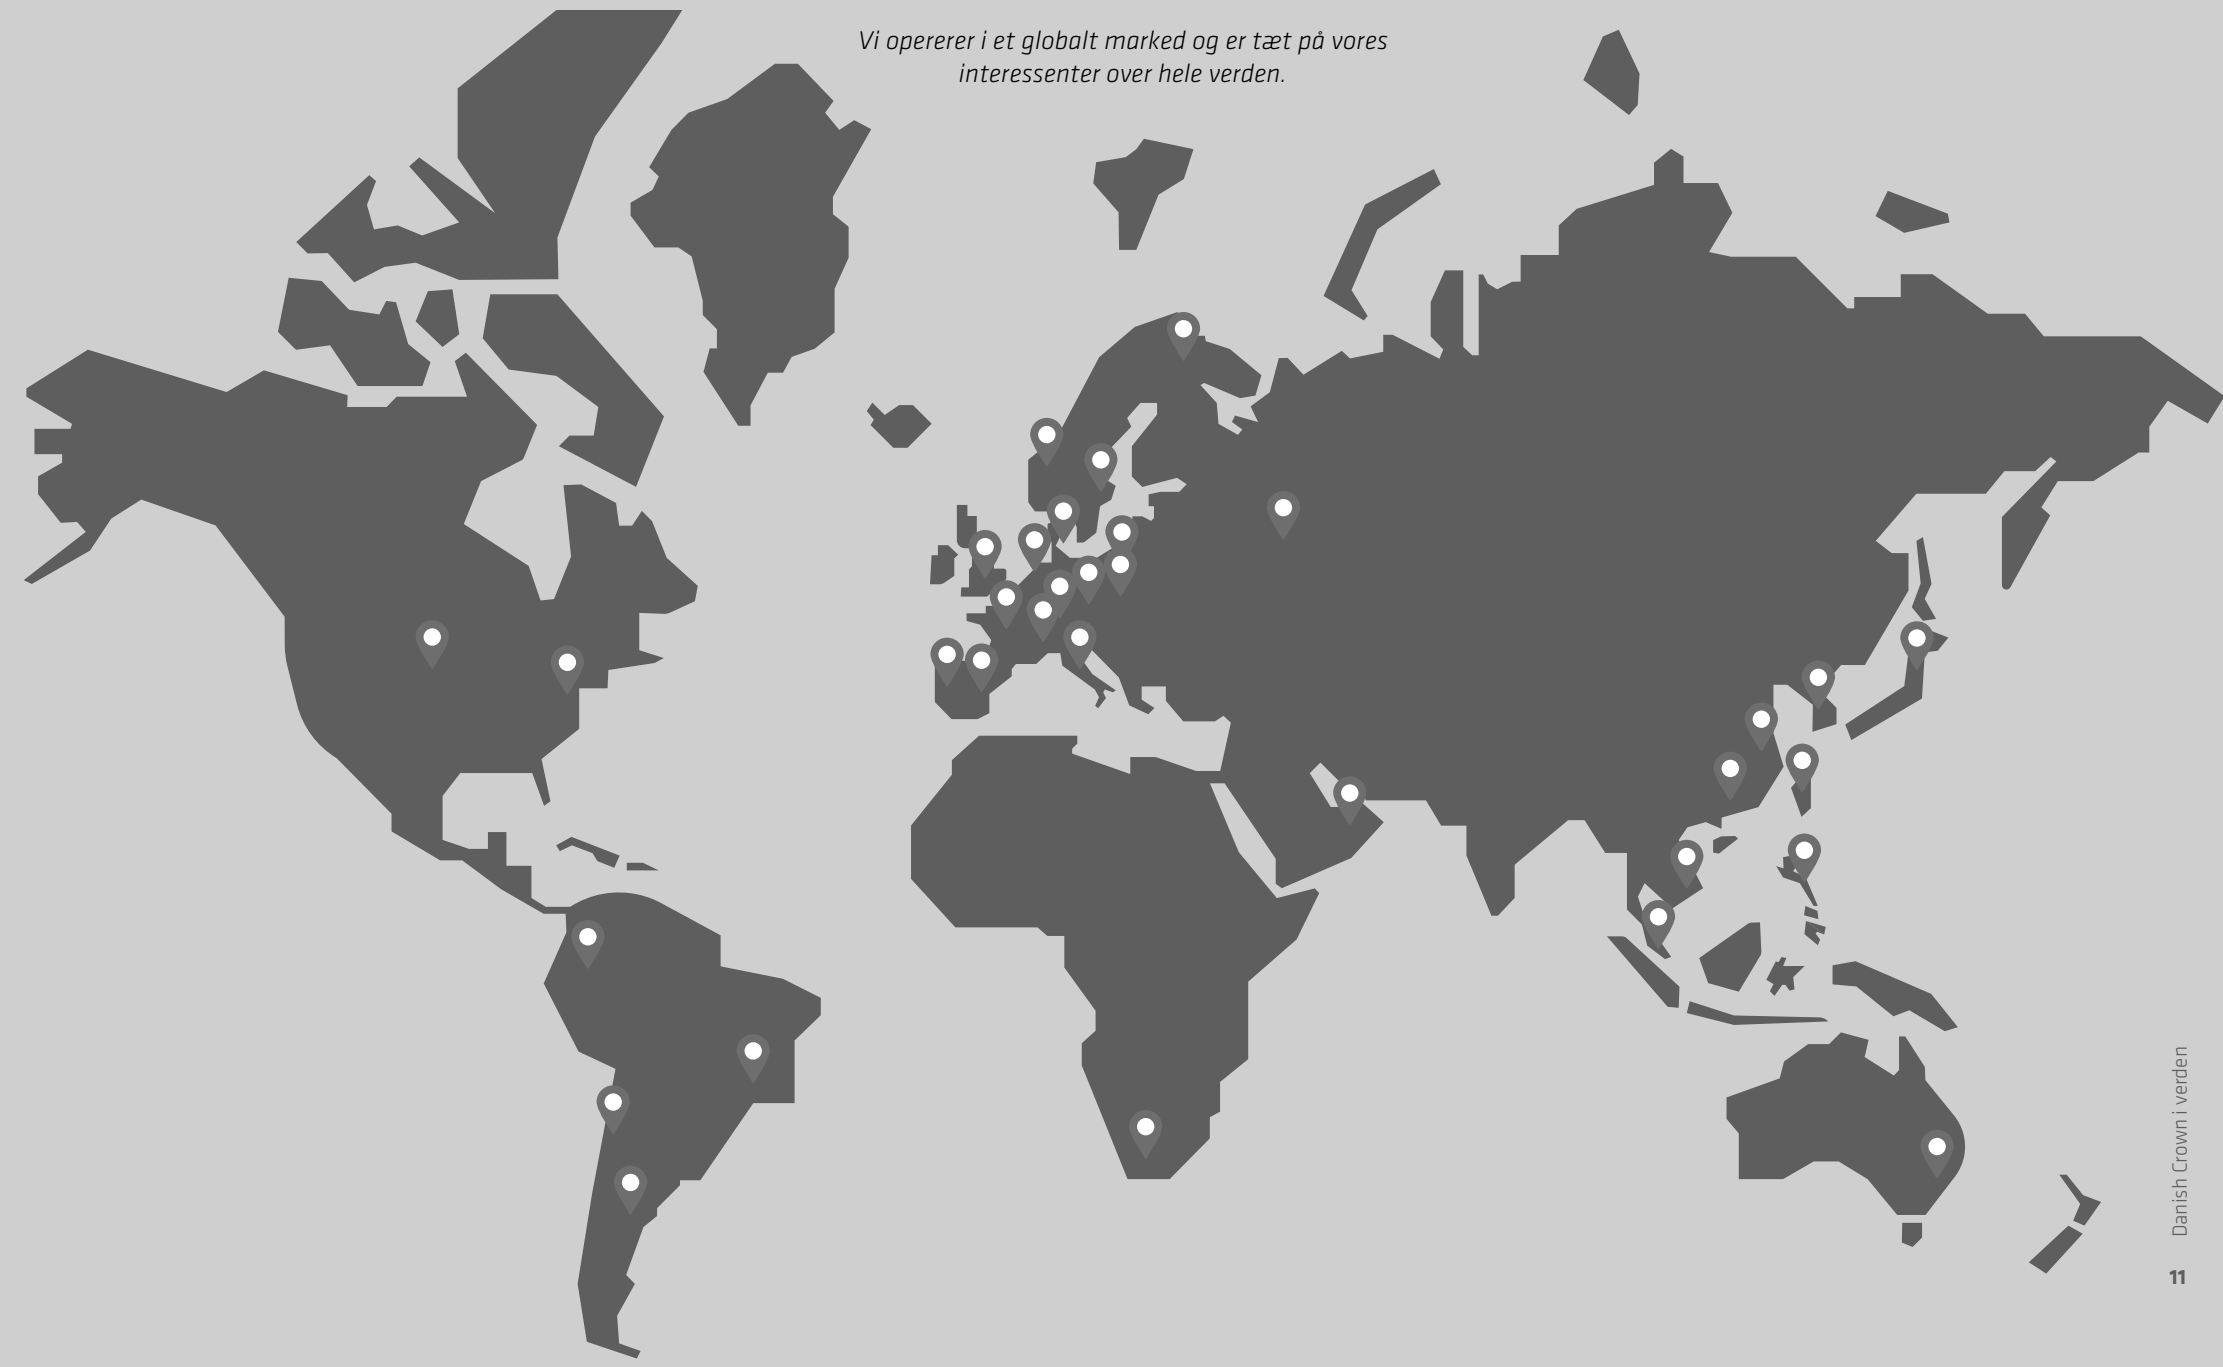 Vi opererer i et globalt marked og er tæt på vores
interessenter over hele verden.
Danish Crown i verden
11